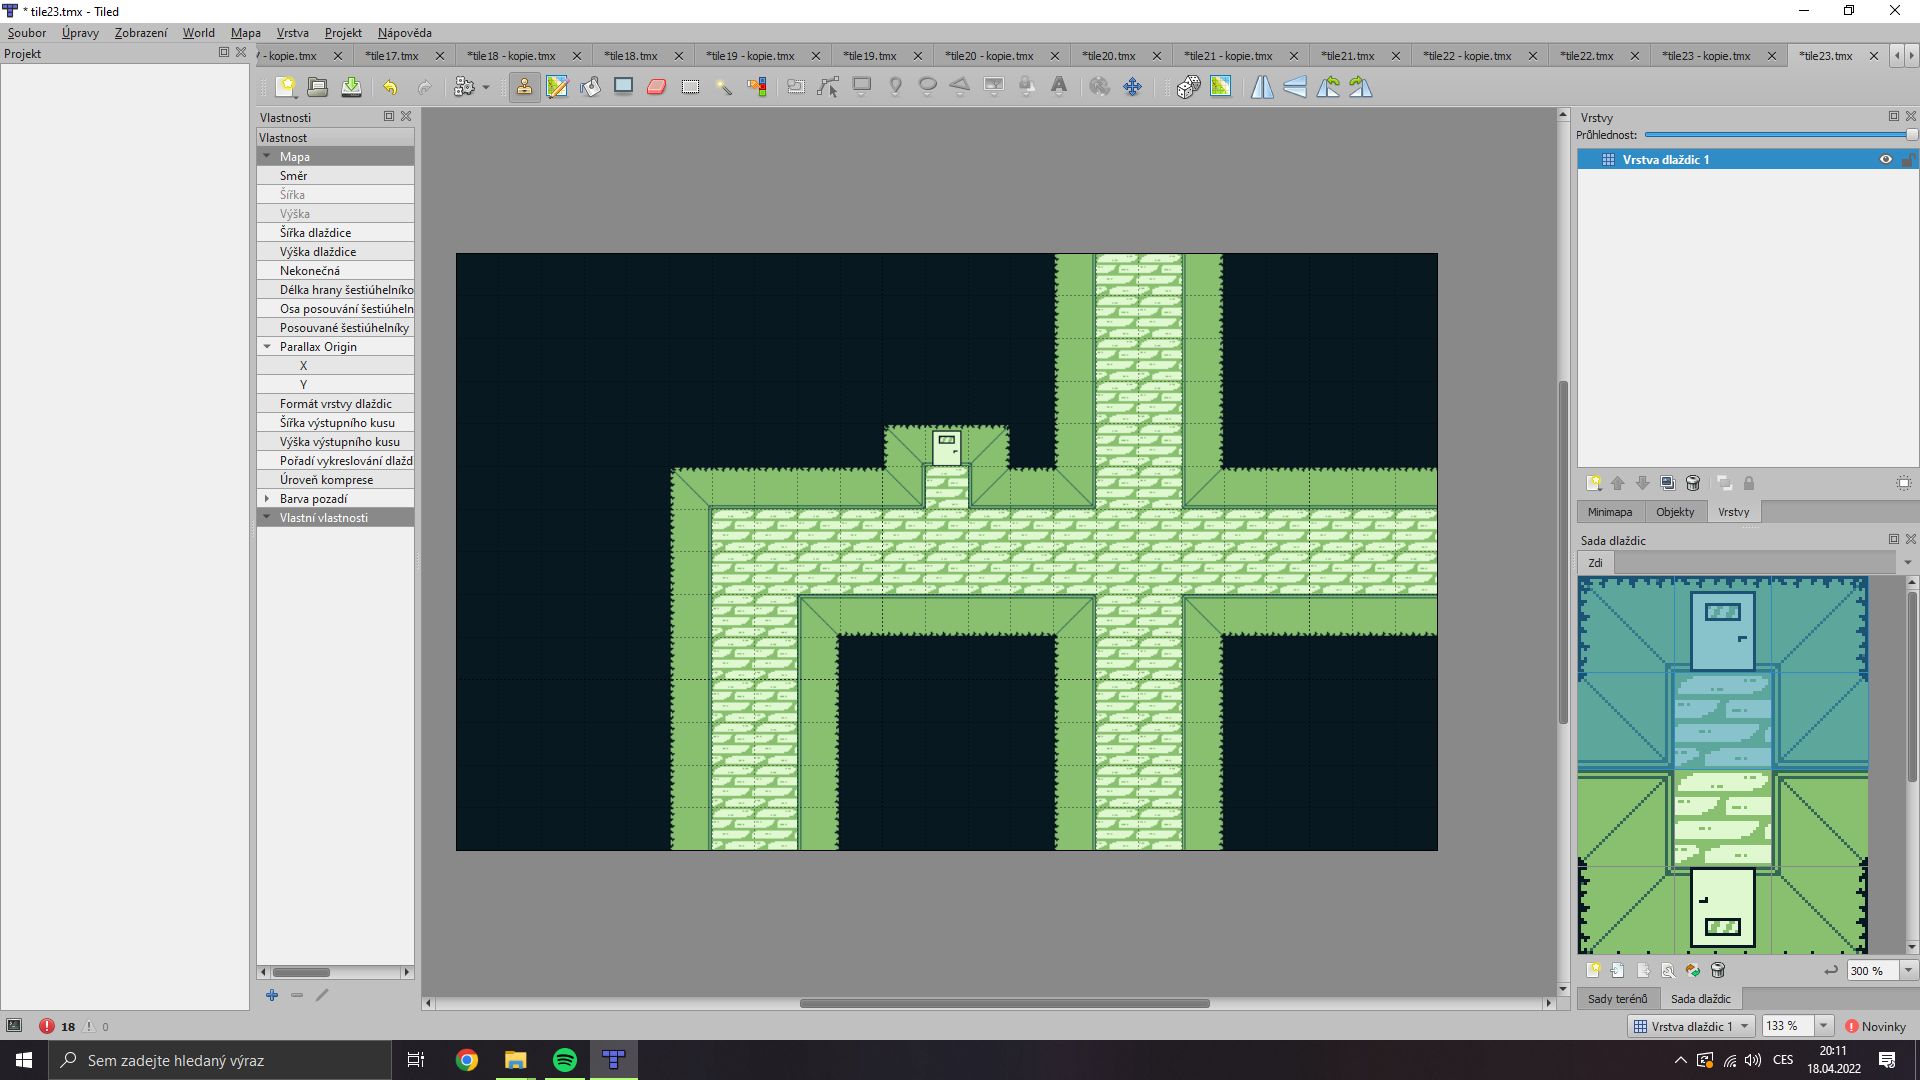 * tile23.tmx - Tiled
Soubor Úpravy Zobrazení World Mapa Vrstva Projekt Nápověda
Projekt
- kopie.tmx *tile17.tmx *tile18 - kopie.tmx *tile18.tmx *tile19 - kopie.tmx *tile19.tmx *tile20 - kopie.tmx *tile20.tmx *tile21 - kopie.tmx *tile21.tmx *tile22 - kopie.tmx *tile22.tmx *tile23 - kopie.tmx *tile23.tmx
Vlastnosti
Vlastnost
Mapa
Směr
Šířka
Výška
Šířka dlaždice
Výška dlaždice
Nekonečná
Délka hrany šestiúhelníko
Osa posouvání šestiúheln
Posouvané šestiúhelníky
Parallax Origin
X
Y
Formát vrstvy dlaždic
Šířka výstupního kusu
Výška výstupního kusu
Pořadí vykreslování dlažd
Úroveň komprese
Barva pozadí
Vlastní vlastnosti
Vrstvy
Průhlednost:
Vrstva dlaždic 1
Minimapa Objekty Vrstvy
Sada dlaždic
Zdi
300 %
Sady terénů Sada dlaždic
18 0
Vrstva dlaždic 1 133 % Novinky
Sem zadejte hledaný výraz
CES
20:11
18.04.2022